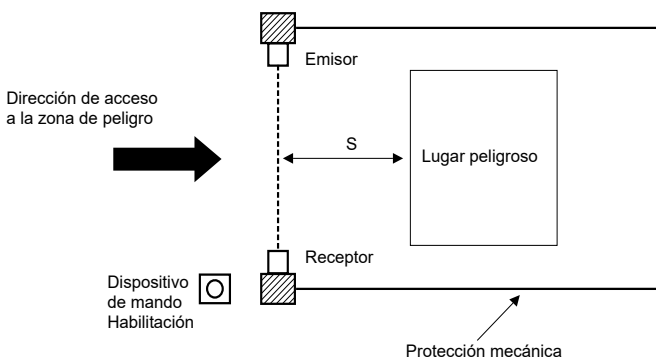 Emisor
Dirección de acceso
a la zona de peligro
S
Lugar peligroso
Receptor
Dispositivo
de mando
Habilitación
Protección mecánica